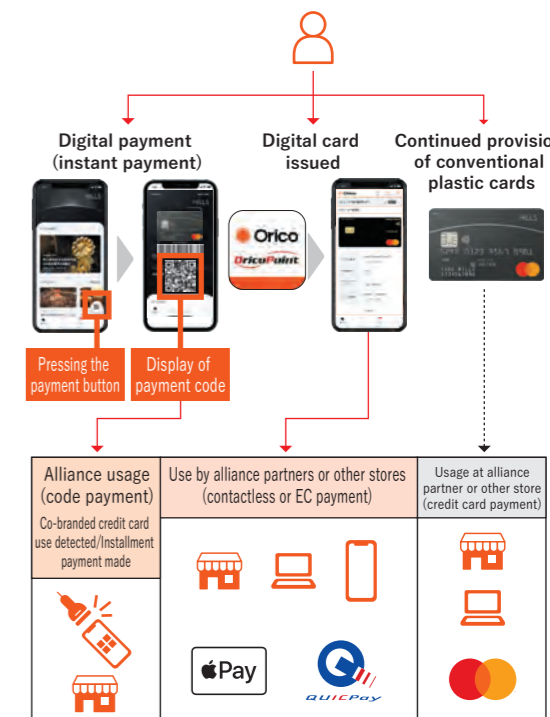 Digital payment
(instant payment)
Digital card
issued
Continued provisio
of conventional
plastic cards
HILLS
HILLS
Orico
OricoPoint
HILLS
Pressing the
payment button
Display of
payment code
Alliance usage
(code payment)
Co-branded credit card
use detected/Installment
payment made
Use by alliance partners or other stores
(contactless or EC payment)
Usage at alliance
partner or other store
(credit card payment)
Pay
QUICPay